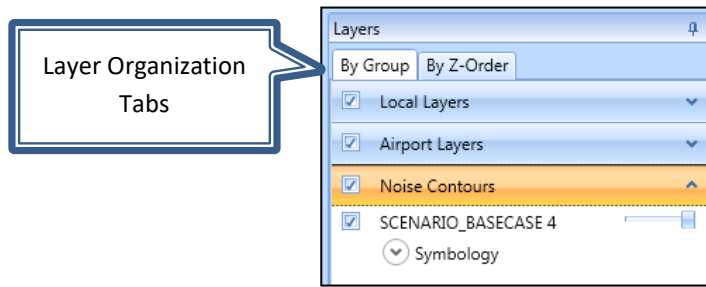 Layer Organization
Tabs
Layers
By Group By Z-Order
Local Layers
Airport Layers
Noise Contours
SCENARIO_BASECASE 4
Symbology